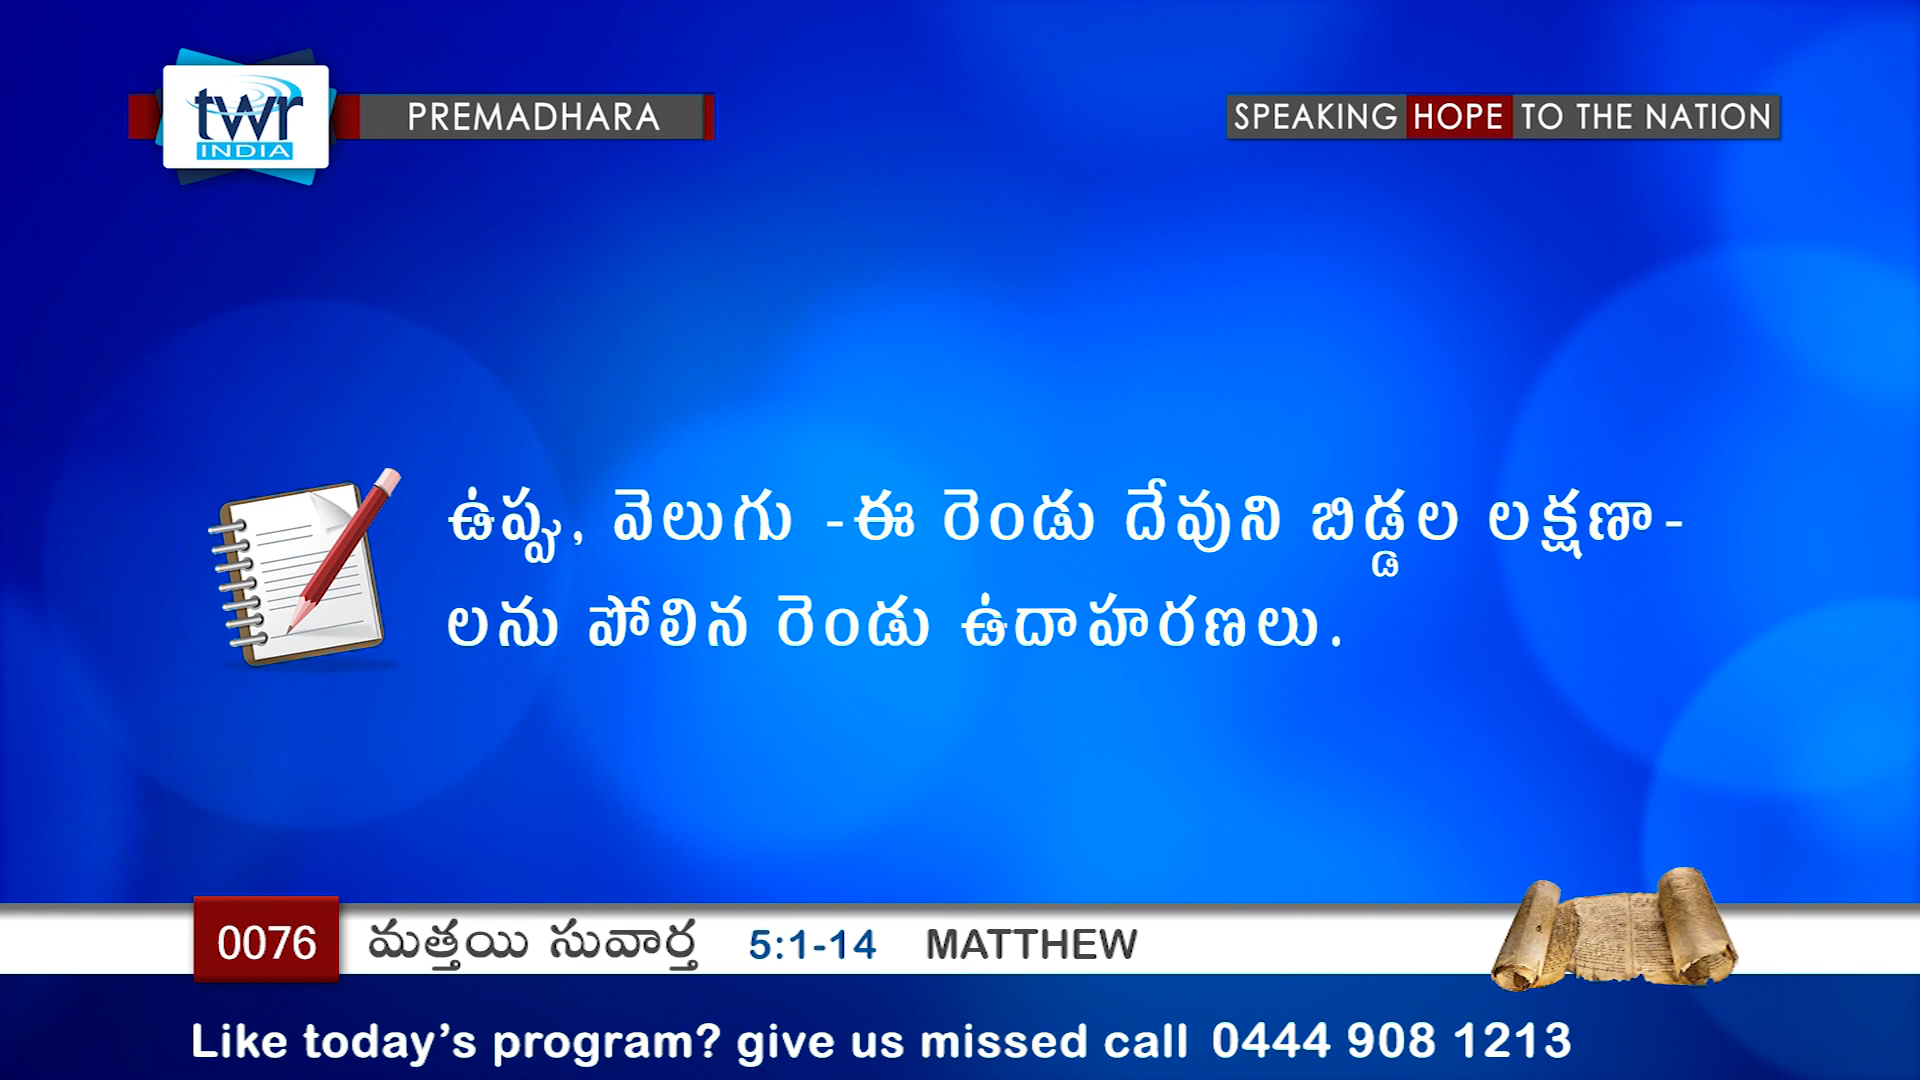 twr
INDIA
PREMADHARA
SPEAKING HOPE TO THE NATION
ఉప్పు, వెలుగు -ఈ రెండు దేవుని బిడ్డల లక్షణా-
లను పోలిన రెండు ఉదాహరణలు.
0076 మత్తయి సువార్త 5:1-14 MATTHEW
Like today's program? give us missed call 0444 908 1213